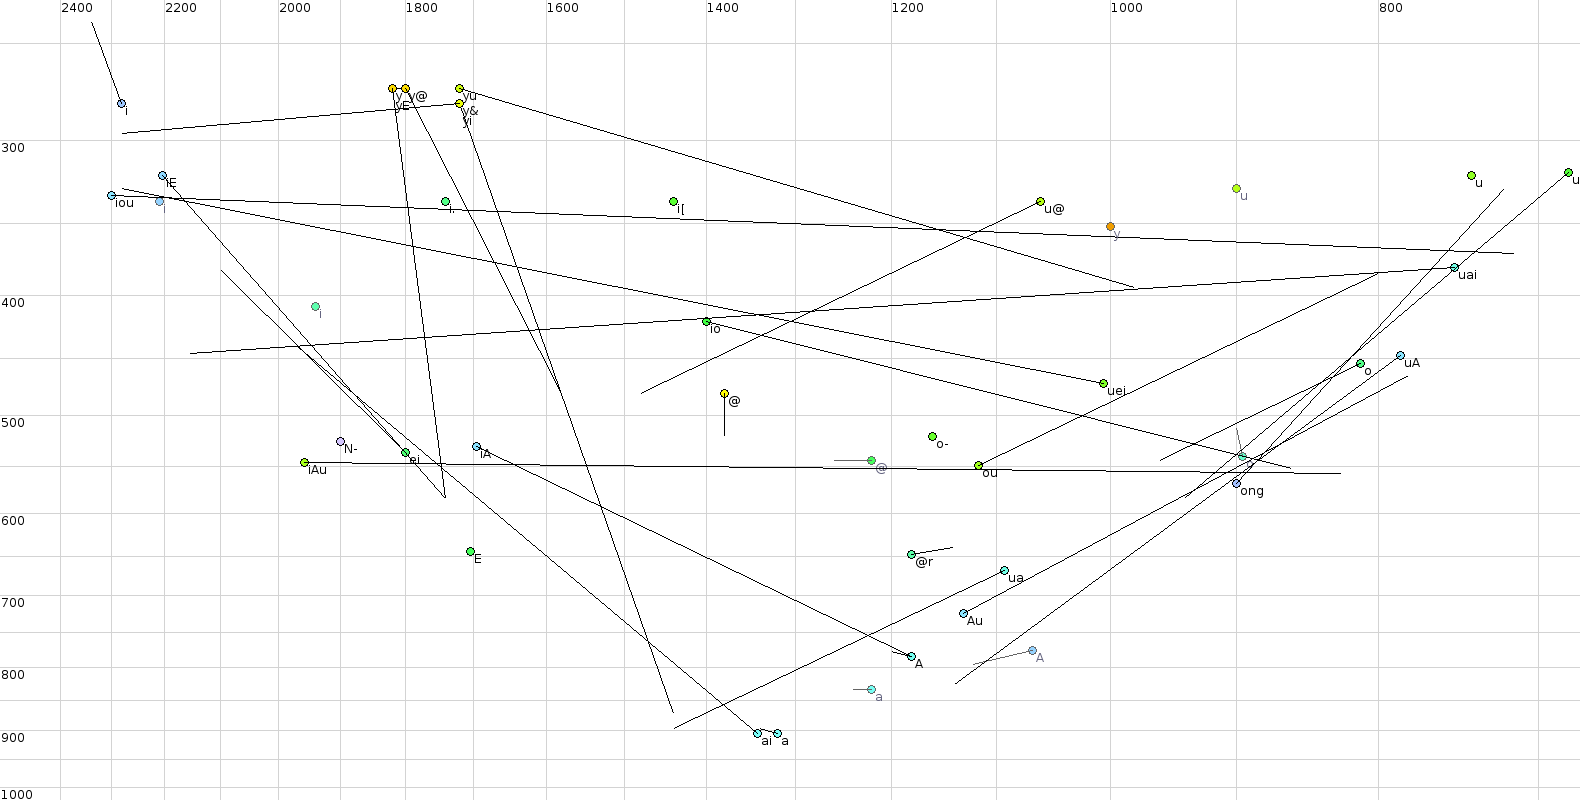 2400 2200 2000 1800 1600 1400 1200 1000 800
i
y y@ yu
yE y&
yi
300
iE u u
iou i i. i[ u@ u
y
uai
400
i
io
uA
o
uei
@
500
N- o-
ei iA
iAu @ ou
ong
600
E @r
ua
700
Au
A A
800
a
900
ai a
1000